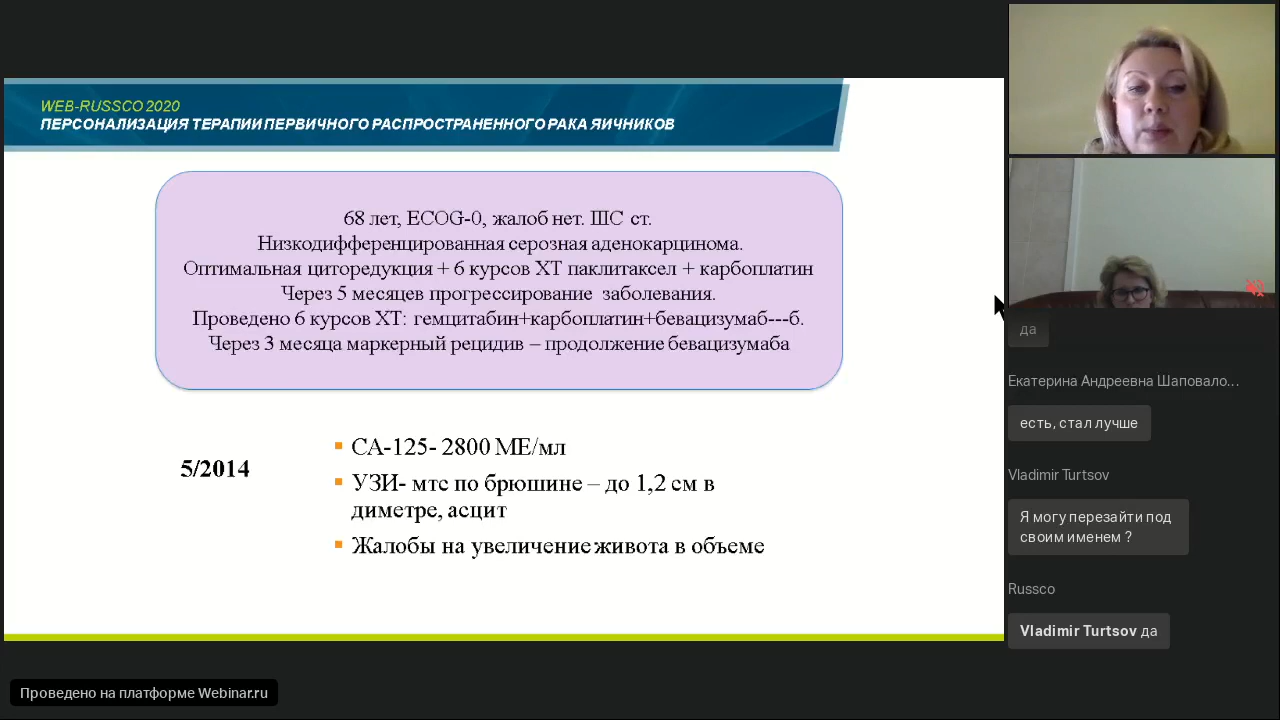 WEB-RUSSCO 2020
ПЕРСОНАЛИЗАЦИЯ ТЕРАПИИ ПЕРВИЧНОГО РАСПРОСТРАНЕННОГО РАКА ЯИЧНИКОВ
68 лет, ECOG-0, жалоб нет. IIIC ст.
Низкодифференцированная серозная аденокарцинома.
Оптимальная циторедукция + 6 курсов ХТ паклитаксел + карбоплатин
Через 5 месяцев прогрессирование заболевания.
Проведено 6 курсов ХТ: гемцитабин+карбоплатин+бевацизумаб---б.
Через 3 месяца маркерный рецидив – продолжение бевацизумаба
5/2014
СА-125- 2800 МЕ/мл
УЗИ- мтс по брюшине – до 1,2 см в
диметре, асцит
Жалобы на увеличение живота в объеме
да
Екатерина Андреевна Шаповало...
есть, стал лучше
Vladimir Turtsov
Я могу перезайти под
своим именем ?
Russco
Vladimir Turtsov да
Проведено на платформе Webinar.ru